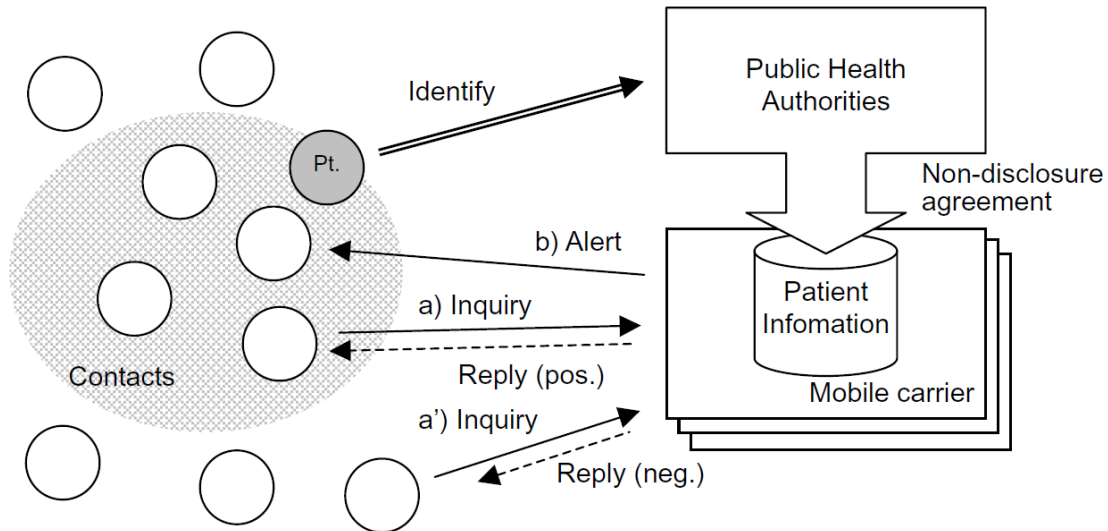 Public Health
Authorities
Identify
Pt.
Non-disclosure
agreement
b) Alert
a) Inquiry
Patient
Infomation
Contacts
Reply (pos.)
Mobile carrier
a’) Inquiry
Reply (neg.)